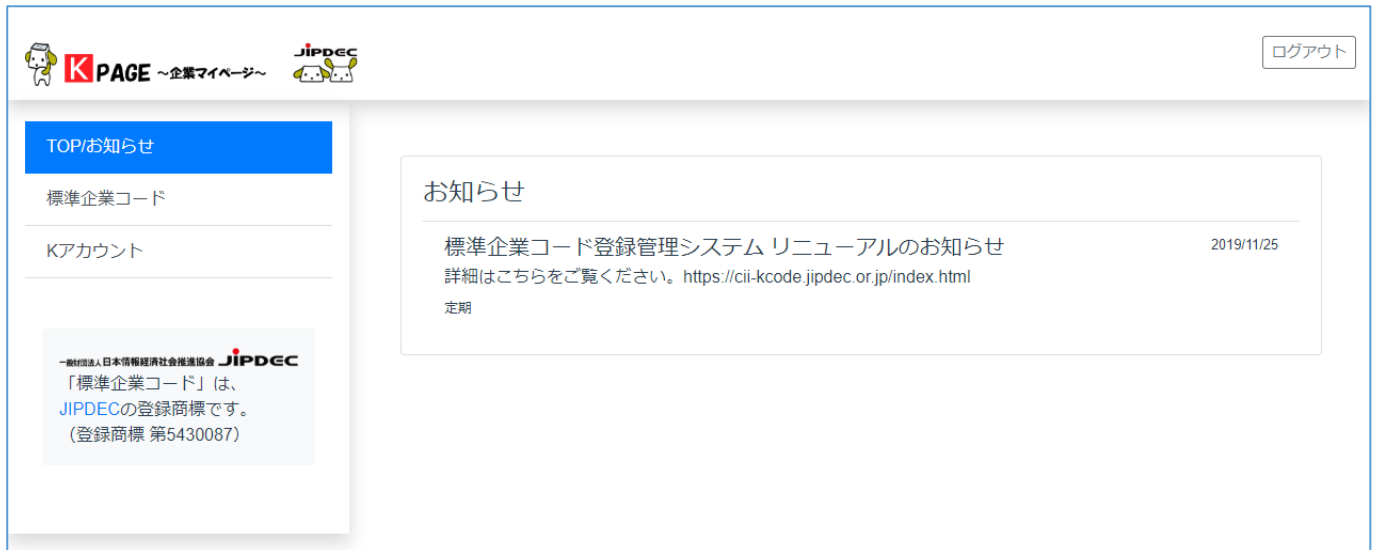 K PAGE ~企業マイページ~
JIPDEC
ログアウト
TOP/お知らせ
標準企業コード
Kアカウント
一般財団法人日本情報経済社会推進協会 JIPDEC
「標準企業コード」は、
JIPDECの登録商標です。
（登録商標 第5430087）
お知らせ
標準企業コード登録管理システム リニューアルのお知らせ
2019/11/25
詳細はこちらをご覧ください。https://cii-kcode.jipdec.or.jp/index.html
定期